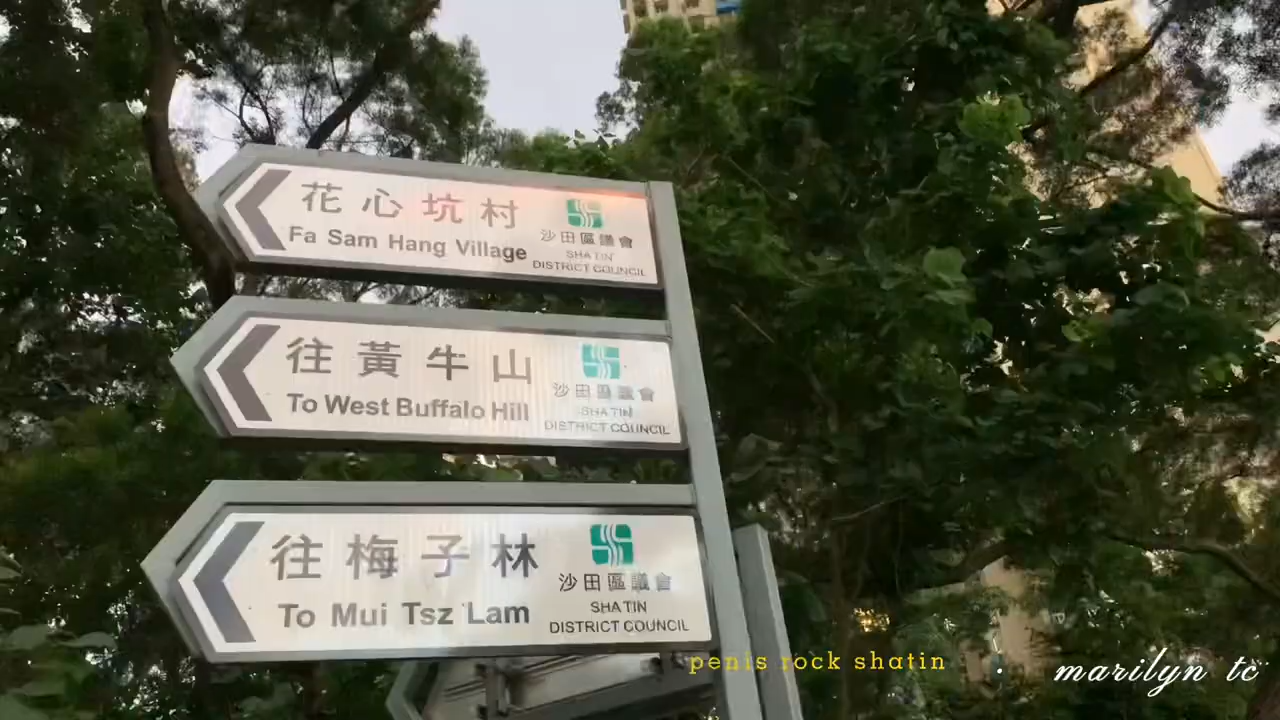 花心坑村
Fa Sam Hang Village
沙田區議會
SHA TIN
DISTRICT COUNCIL
往黃牛山
To West Buffalo Hill
沙田區議會
SHA TIN
DISTRICT COUNCIL
往梅子林
To Mui Tsz Lam
沙田區議會
SHA TIN
DISTRICT COUNCIL
penis rock shatin
marilyn tc